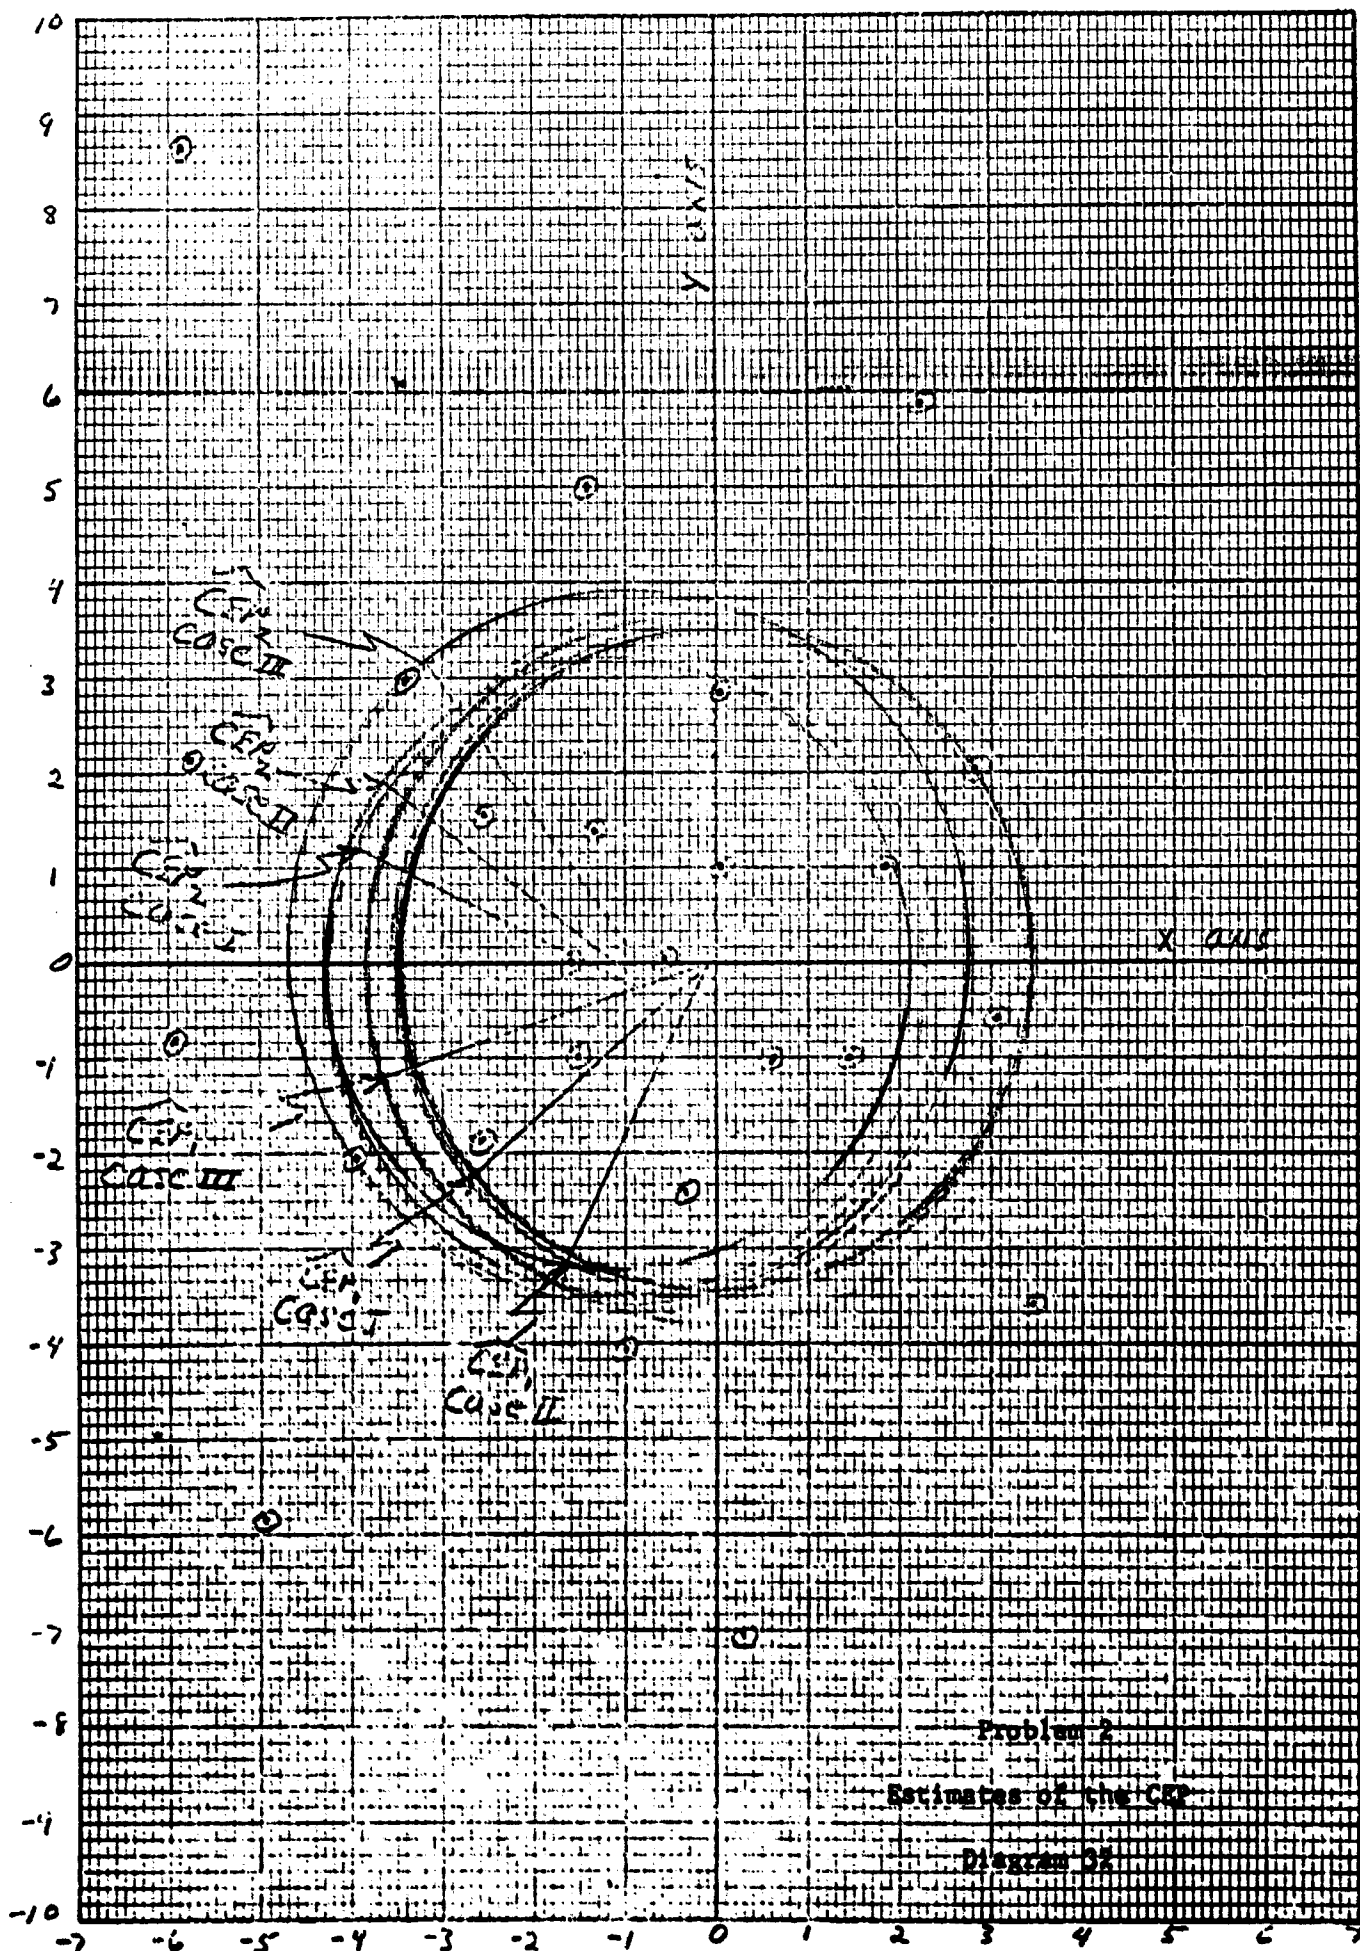 10
9
8
7
6
5
4
3
2
1
0
-1
-2
-3
-4
-5
-6
-7
-8
-9
-10
-7 -6 -5 -4 -3 -2 -1 0 1 2 3 4 5 6 7
y axis
x axis
CEP2
Case III
CEP2
Case II
CEP2
Case I
CEP1
Case III
CEP1
Case I
CEP1
Case II
Problem 2
Estimates of the CEP
Diagram 32